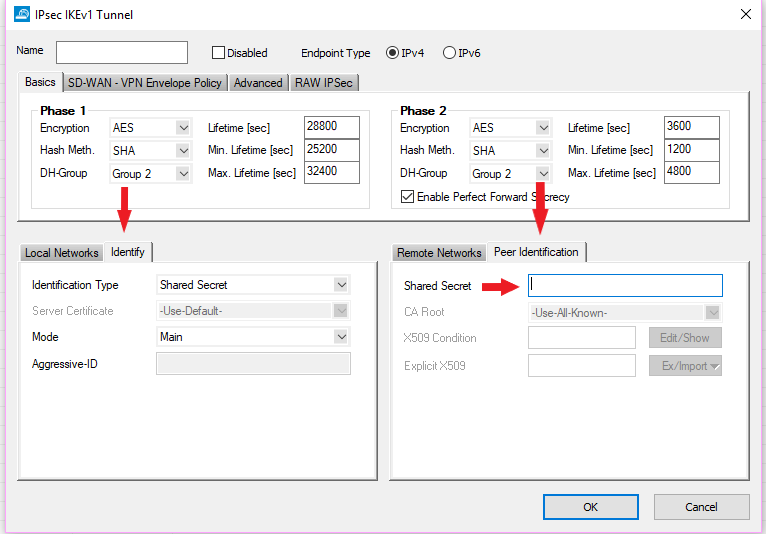 IPsec IKEv1 Tunnel
Name Disabled Endpoint Type IPv4 IPv6
Basics SD-WAN - VPN Envelope Policy Advanced RAW IPSec
Phase 1 Phase 2
Encryption AES Lifetime [sec] 28800 Encryption AES Lifetime [sec] 3600
Hash Meth. SHA Min. Lifetime [sec] 25200 Hash Meth. SHA Min. Lifetime [sec] 1200
DH-Group Group 2 Max. Lifetime [sec] 32400 DH-Group Group 2 Max. Lifetime [sec] 4800
Enable Perfect Forward Secrecy
Local Networks Identify Remote Networks Peer Identification
Identification Type Shared Secret Shared Secret
Server Certificate -Use-Default- CA Root -Use-All-Known-
Mode Main X509 Condition Edit/Show
Aggressive-ID Explicit X509 Ex/Import
OK Cancel